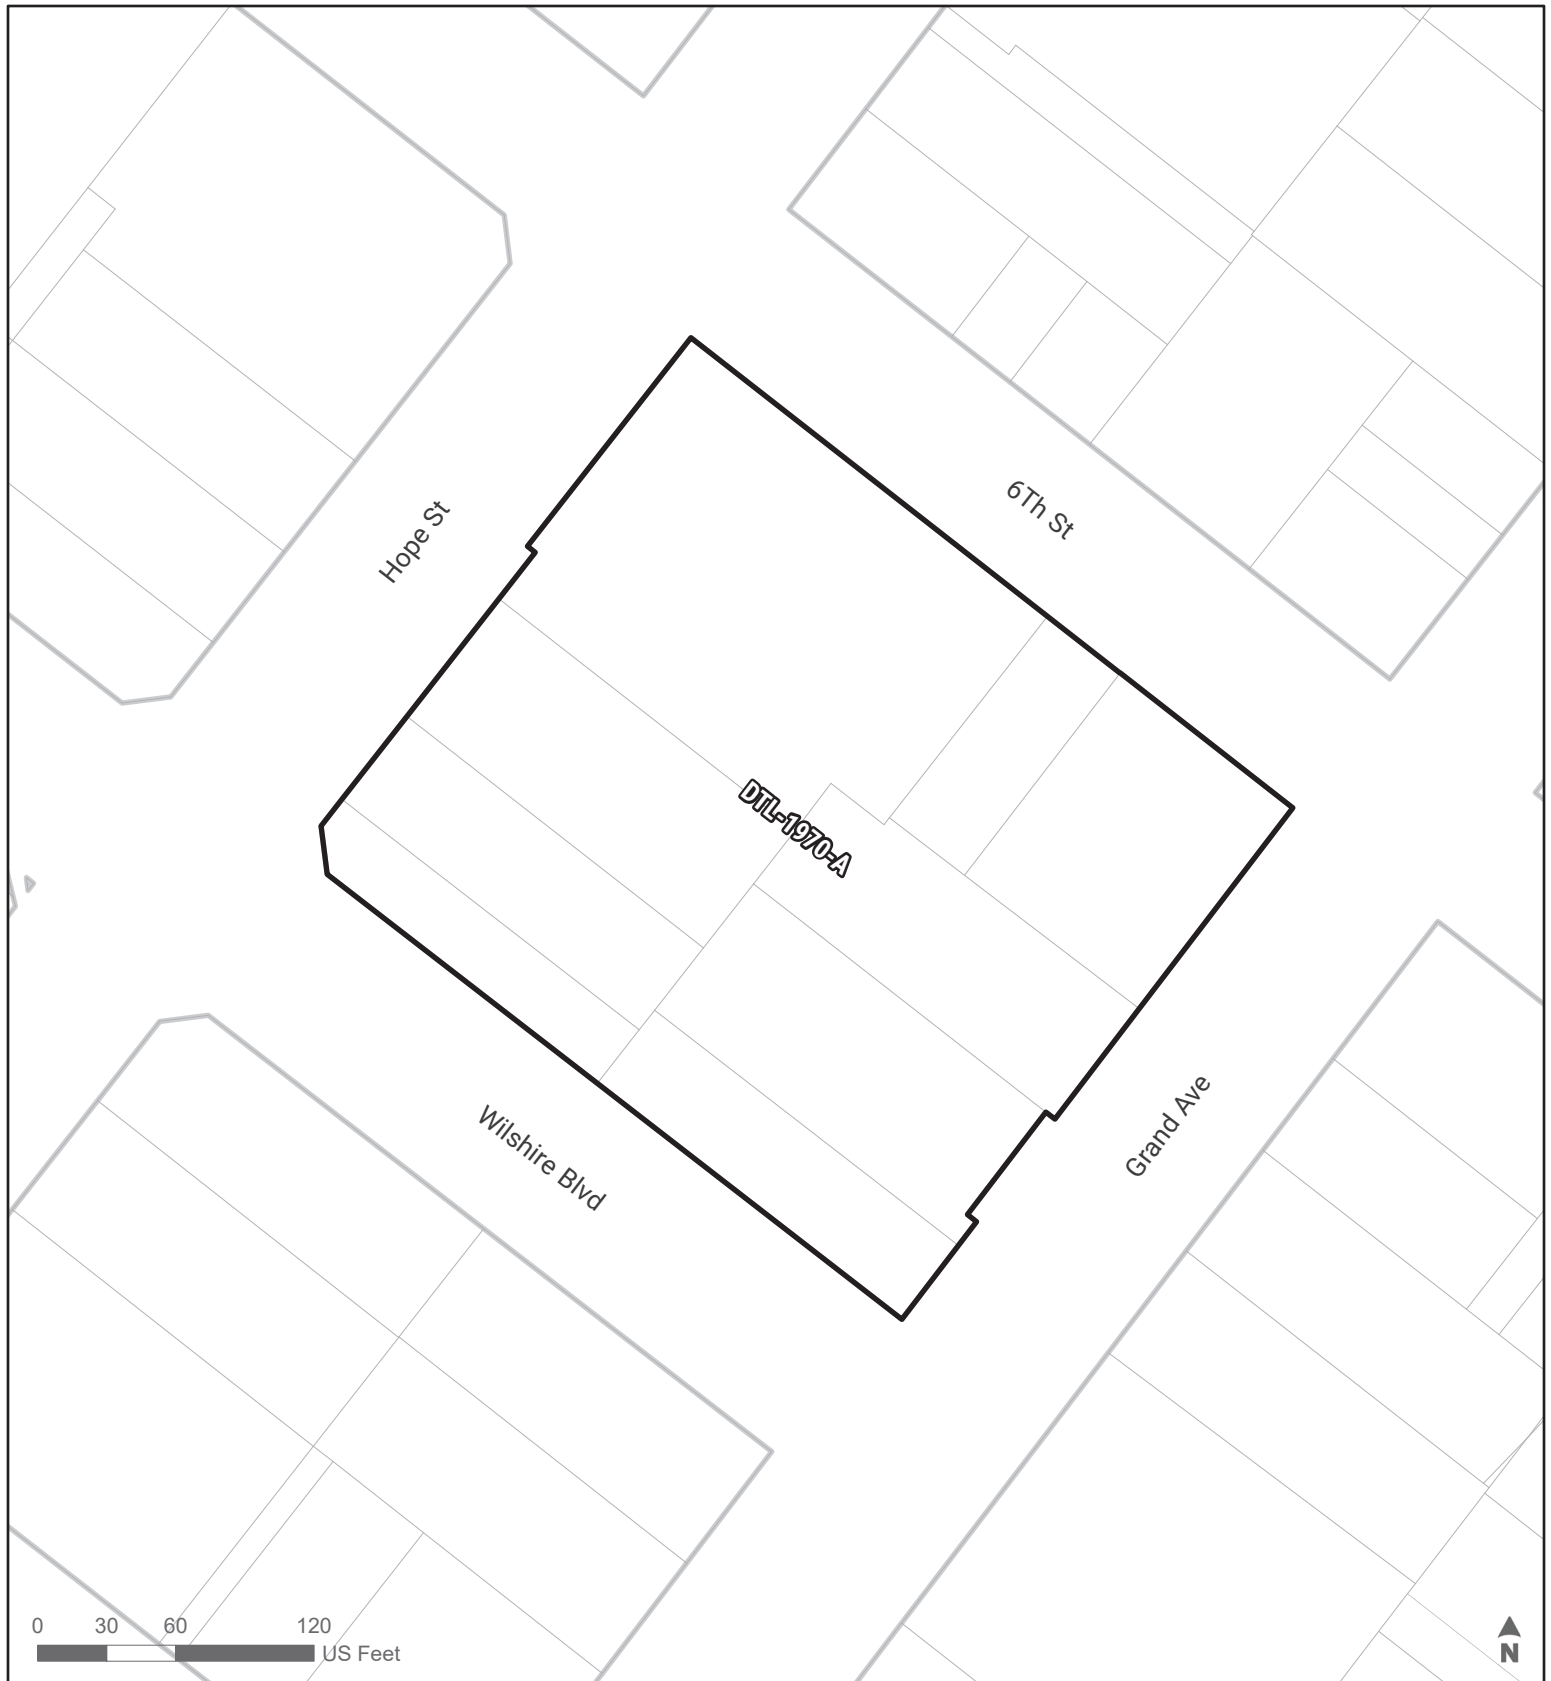 6Th St
Hope St
DTL-1970-A
Grand Ave
Wilshire Blvd
0 30 60 120
US Feet
N